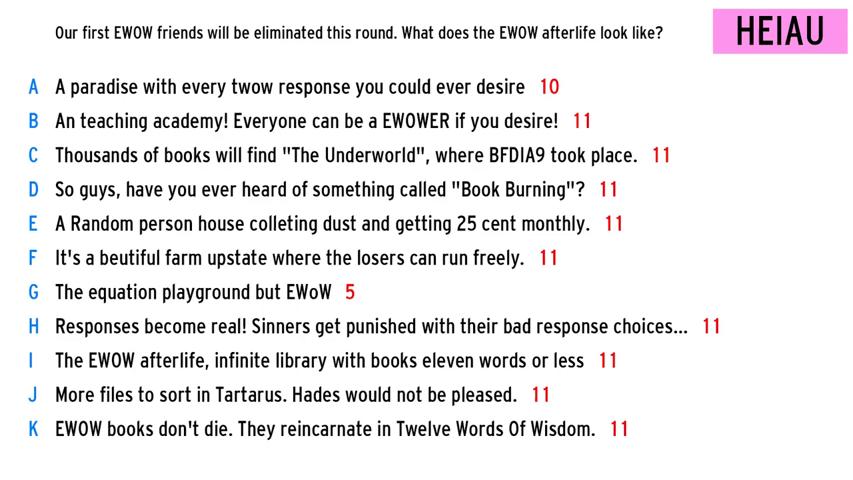 Our first EWOW friends will be eliminated this round. What does the EWOW afterlife look like?
HEIAU
A A paradise with every twow response you could ever desire 10
B An teaching academy! Everyone can be a EWOWER if you desire! 11
C Thousands of books will find "The Underworld", where BFDIA9 took place. 11
D So guys, have you ever heard of something called "Book Burning"? 11
E A Random person house colleting dust and getting 25 cent monthly. 11
F It's a beutiful farm upstate where the losers can run freely. 11
G The equation playground but EWoW 5
H Responses become real! Sinners get punished with their bad response choices... 11
I The EWOW afterlife, infinite library with books eleven words or less 11
J More files to sort in Tartarus. Hades would not be pleased. 11
K EWOW books don't die. They reincarnate in Twelve Words Of Wisdom. 11